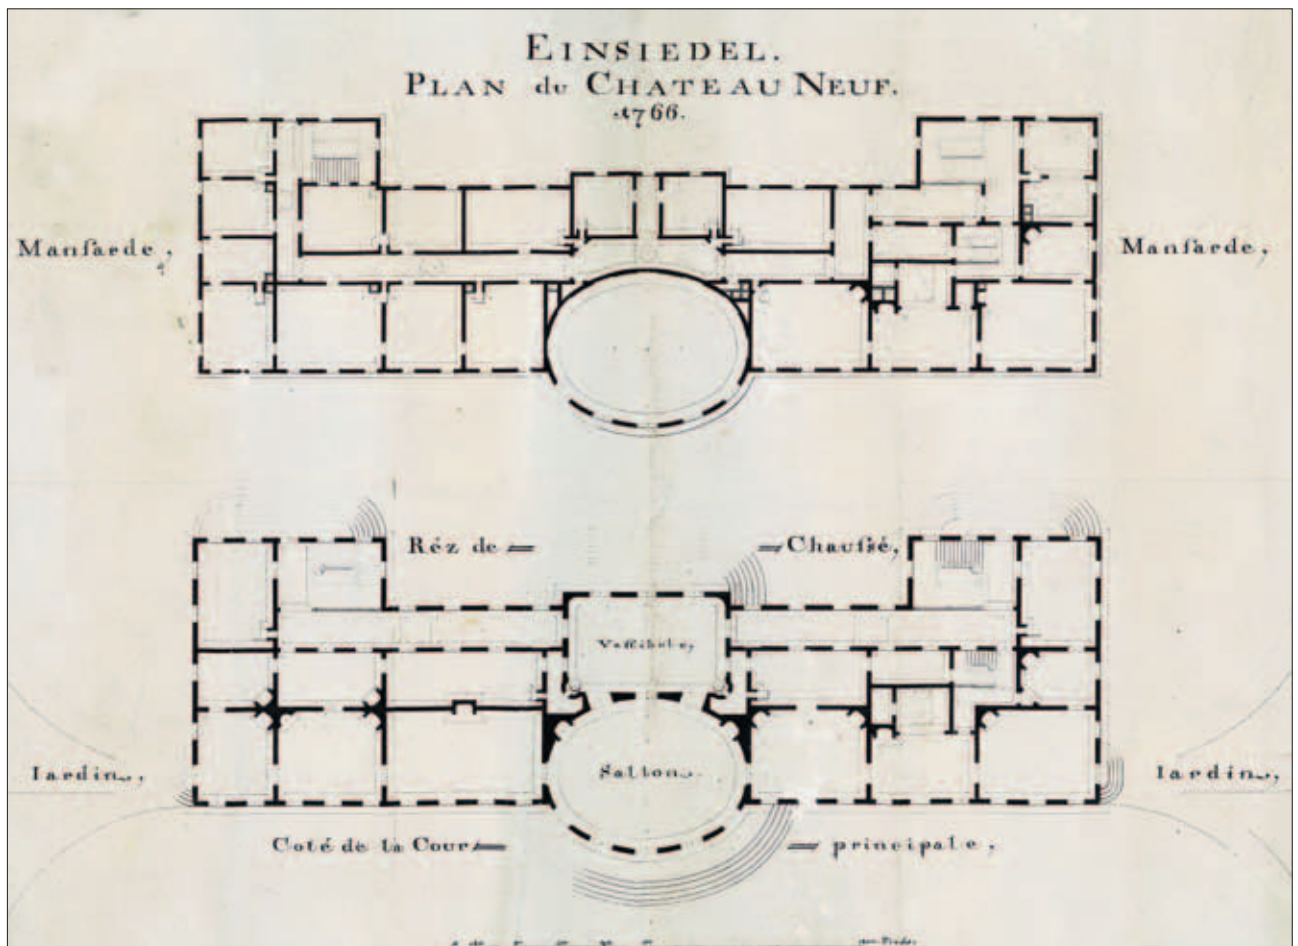 EINSIEDEL.
PLAN du CHATEAU NEUF.
1766.
Manſarde,
Manſarde,
Réz de =
= Chauſsé,
Veſtibule,
Iardin,
Sallon.
Iardin,
Coté de la Cour =
= principale,